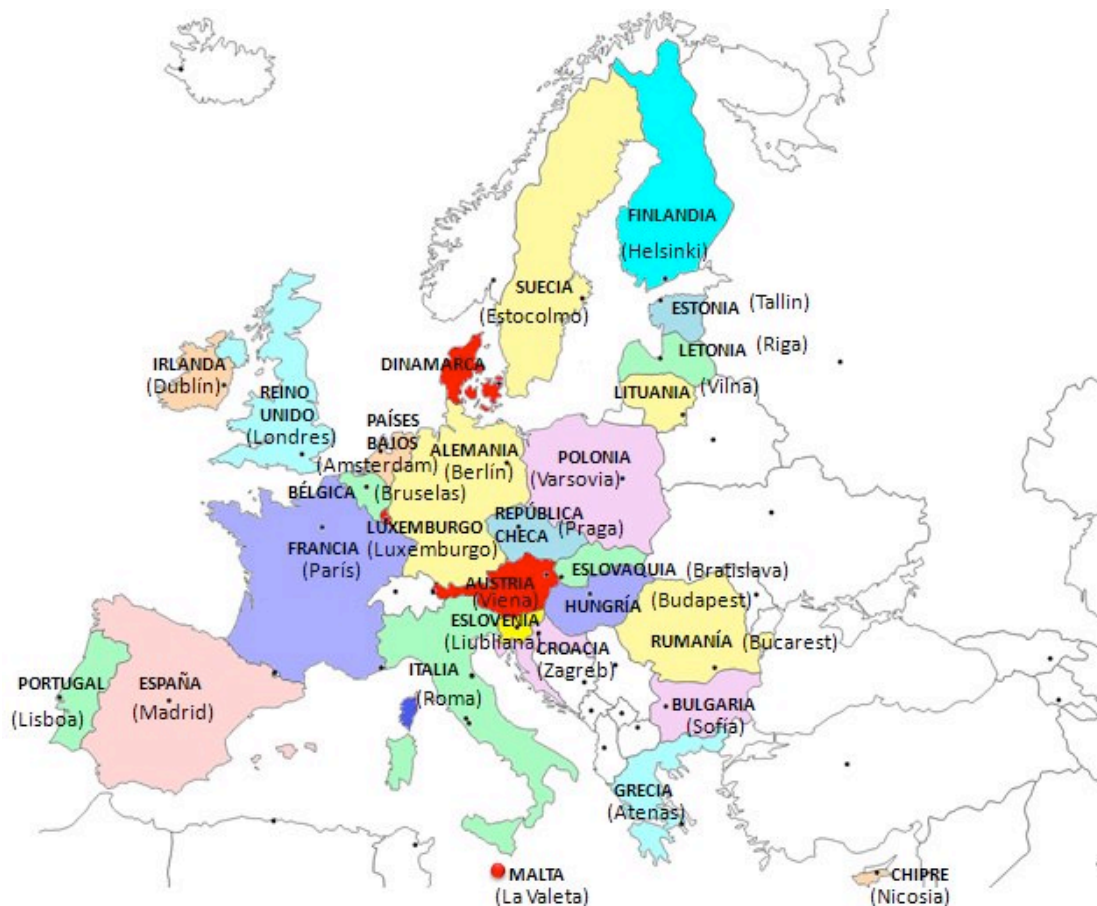 FINLANDIA
(Helsinki)
SUECIA
(Estocolmo)
ESTONIA (Tallin)
LETONIA (Riga)
LITUANIA (Vilna)
DINAMARCA
IRLANDA
(Dublín)
REINO
UNIDO
(Londres)
PAÍSES
BAJOS
(Amsterdam)
ALEMANIA
(Berlín)
POLONIA
(Varsovia)
BÉLGICA (Bruselas)
LUXEMBURGO
(Luxemburgo)
REPÚBLICA
CHECA
(Praga)
FRANCIA
(París)
AUSTRIA
(Viena)
ESLOVAQUIA (Bratislava)
HUNGRÍA (Budapest)
ESLOVENIA
(Liubliana)
CROACIA
(Zagreb)
RUMANÍA (Bucarest)
PORTUGAL
(Lisboa)
ESPAÑA
(Madrid)
ITALIA
(Roma)
BULGARIA
(Sofía)
GRECIA
(Atenas)
MALTA
(La Valeta)
CHIPRE
(Nicosia)